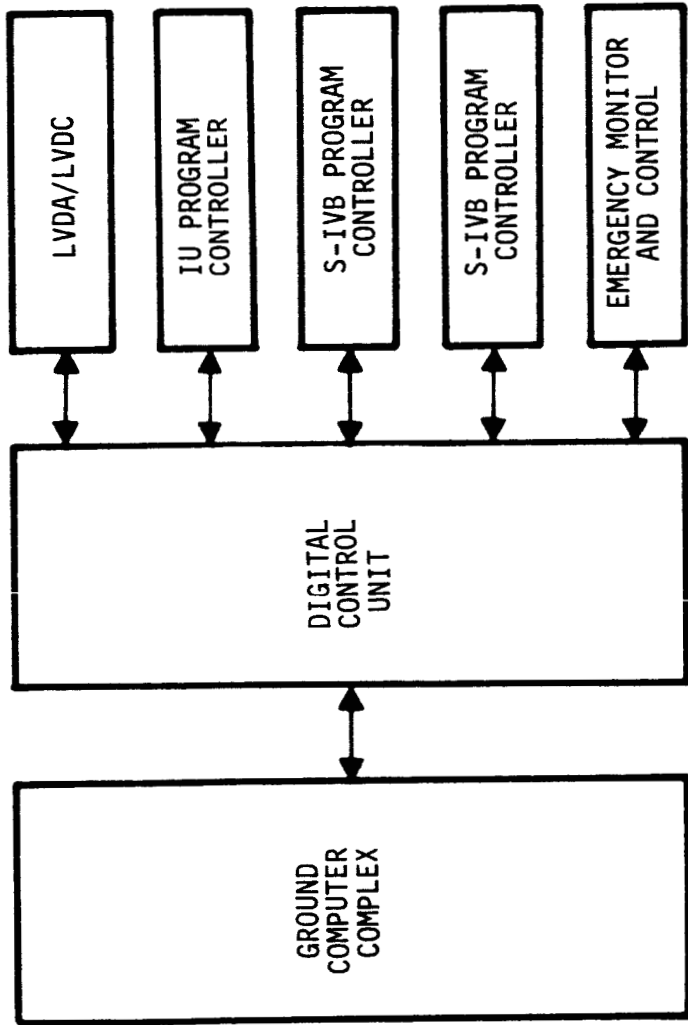 GROUND
COMPUTER
COMPLEX
DIGITAL
CONTROL
UNIT
LVDA/LVDC
IU PROGRAM
CONTROLLER
S-IVB PROGRAM
CONTROLLER
S-IVB PROGRAM
CONTROLLER
EMERGENCY MONITOR
AND CONTROL